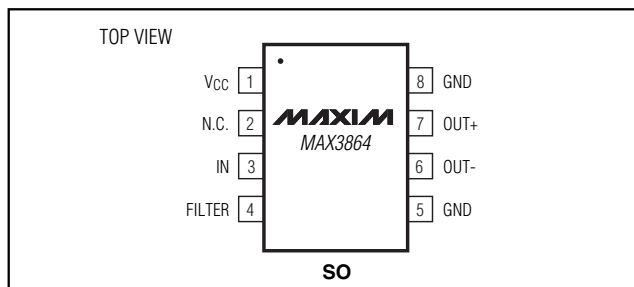 TOP VIEW
VCC 1
N.C. 2
IN 3
FILTER 4
MAXIM
MAX3864
8 GND
7 OUT+
6 OUT-
5 GND
SO